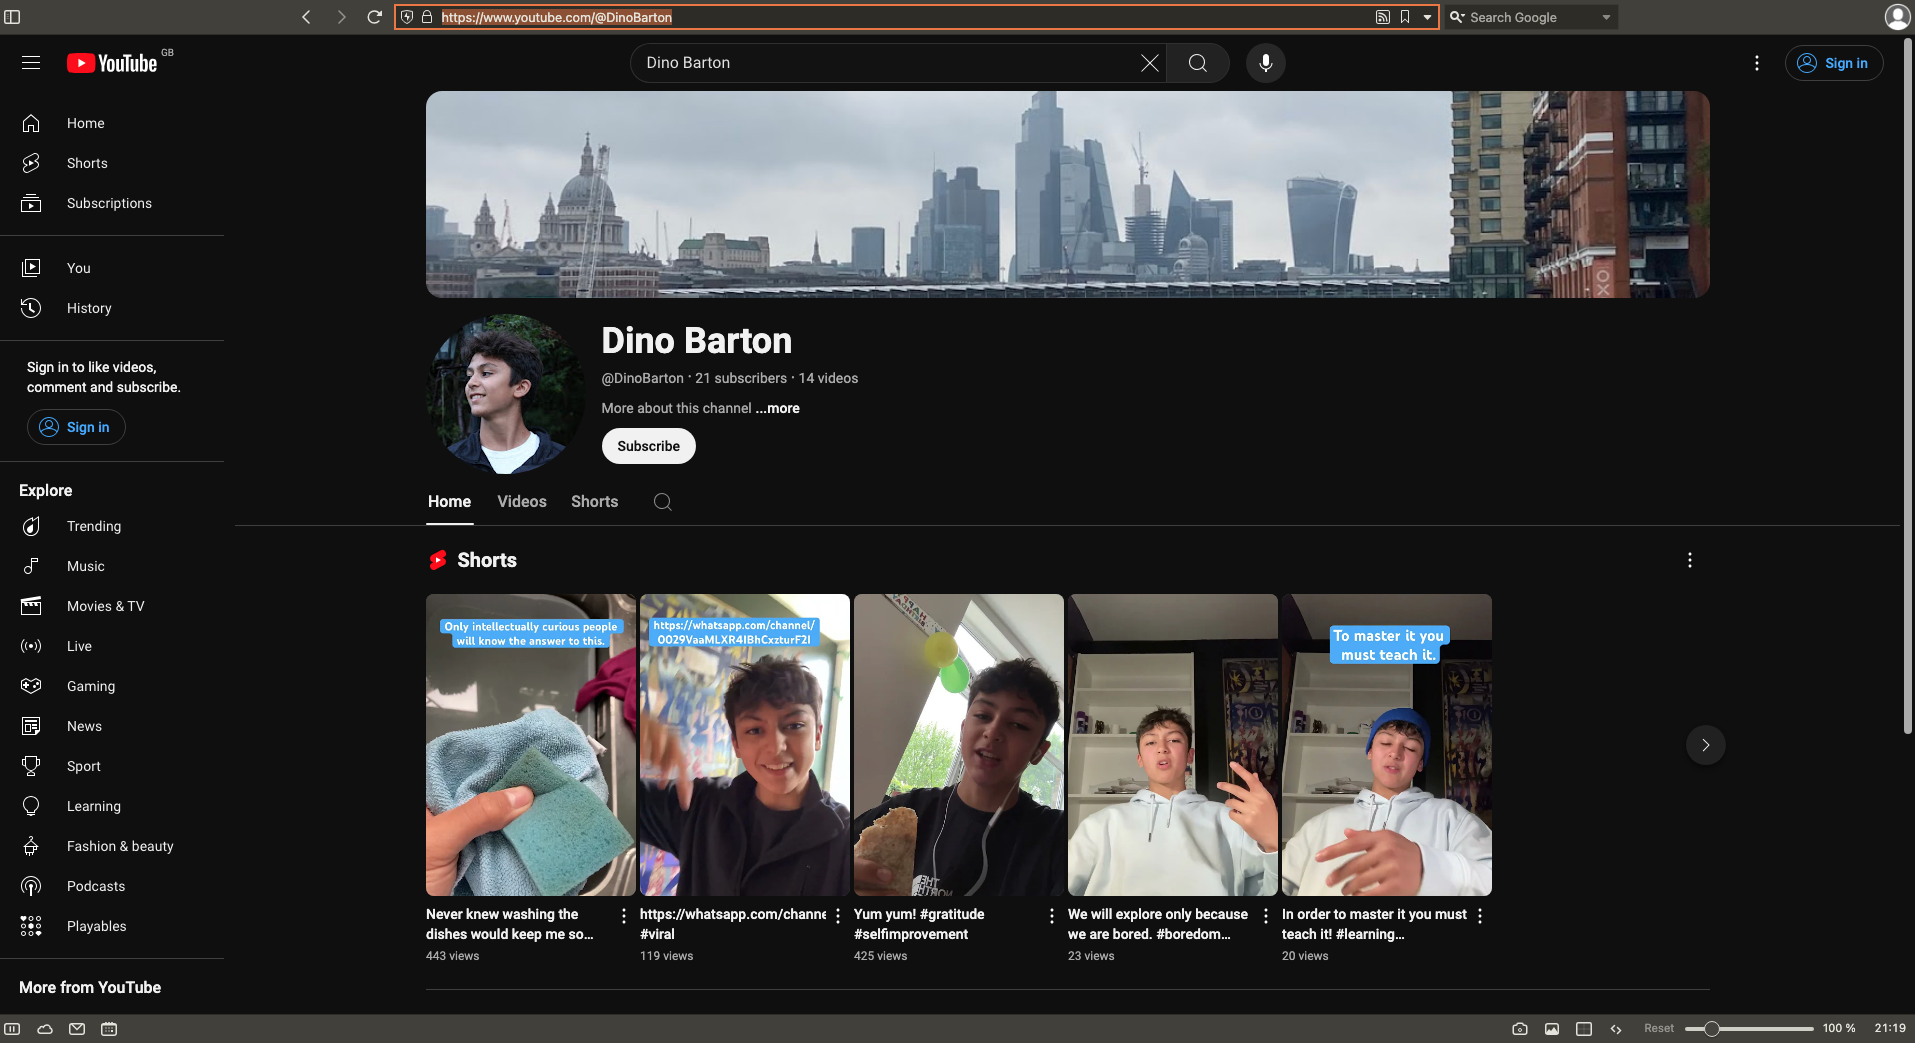 https://www.youtube.com/@DinoBarton
Search Google
YouTube GB
Dino Barton
Sign in
Home
Shorts
Subscriptions
You
History
Sign in to like videos,
comment and subscribe.
Sign in
Explore
Trending
Music
Movies & TV
Live
Gaming
News
Sport
Learning
Fashion & beauty
Podcasts
Playables
More from YouTube
OXO
Dino Barton
@DinoBarton · 21 subscribers · 14 videos
More about this channel ...more
Subscribe
Home Videos Shorts
Shorts
Only intellectually curious people
will know the answer to this.
Never knew washing the
dishes would keep me so...
443 views
https://whatsapp.com/channel/
0029VaaMLXR4IBhCxzturF2I
https://whatsapp.com/channe
#viral
119 views
THE
NORTH
Yum yum! #gratitude
#selfimprovement
425 views
We will explore only because
we are bored. #boredom...
23 views
To master it you
must teach it.
In order to master it you must
teach it! #learning...
20 views
Reset
100 %
21:19